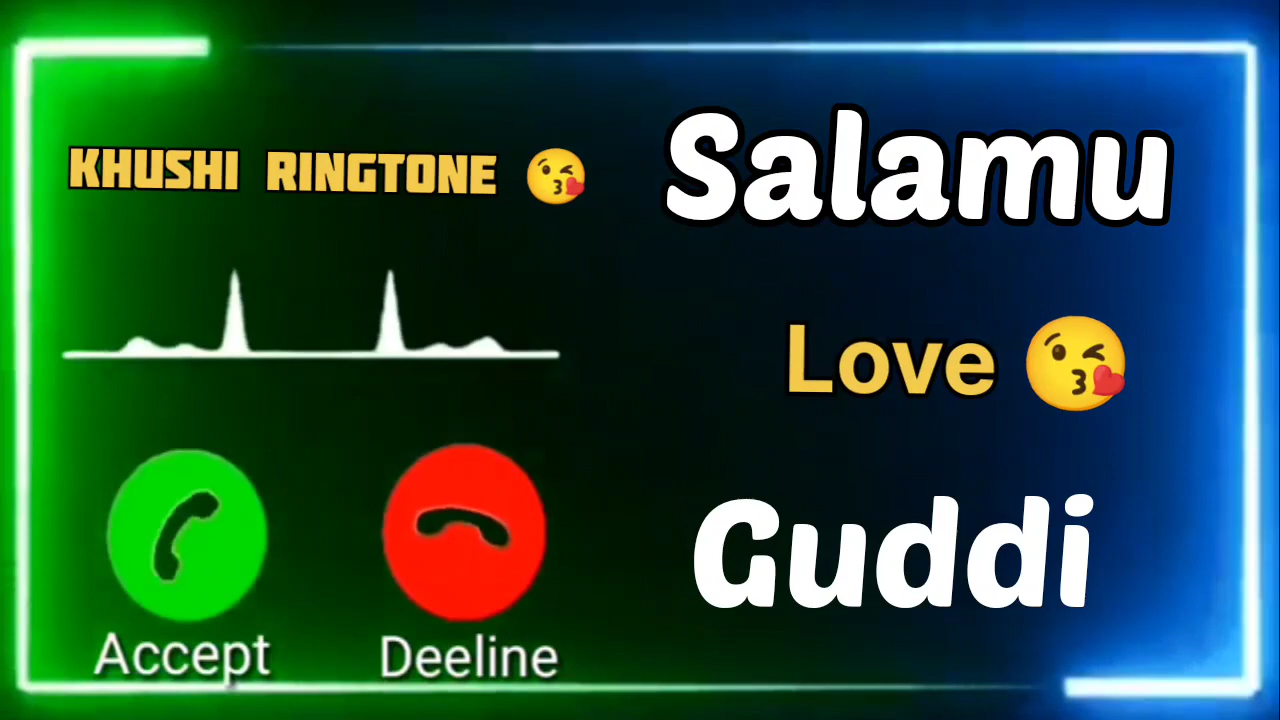 KHUSHI RINGTONE 😘
Salamu
Love 😘
Guddi
Accept
Deeline